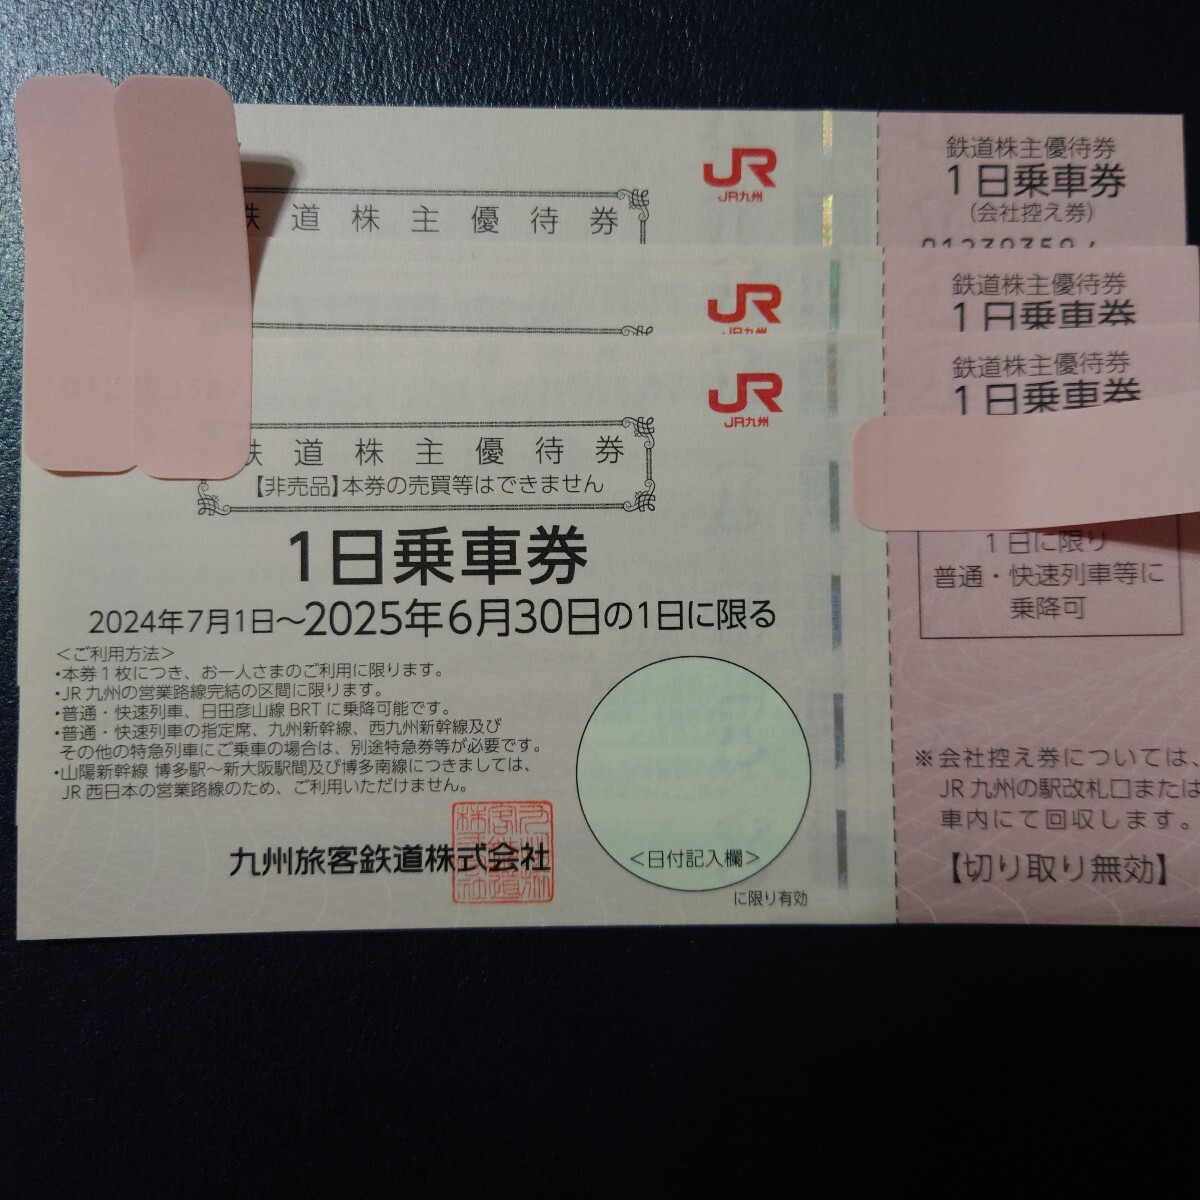 JR
JR九州
道株主優待券
鉄道株主優待券
1日乗車券
(会社控え券)
JR
鉄道株主優待券
1日乗車券
JR
JR九州
鉄道株主優待券
1日乗車券
道株主優待券
【非売品】本券の売買等はできません
1日乗車券
2024年7月1日～2025年6月30日の1日に限る
＜ご利用方法＞
・本券1枚につき、お一人さまのご利用に限ります。
・JR九州の営業路線完結の区間に限ります。
・普通・快速列車、日田彦山線BRTに乗降可能です。
・普通・快速列車の指定席、九州新幹線、西九州新幹線及び
その他の特急列車にご乗車の場合は、別途特急券等が必要です。
・山陽新幹線 博多駅～新大阪駅間及び博多南線につきましては、
JR西日本の営業路線のため、ご利用いただけません。
九州旅客鉄道株式会社
＜日付記入欄＞
に限り有効
1日に限り
普通・快速列車等に
乗降可
※会社控え券については、
JR九州の駅改札口または
車内にて回収します。
【切り取り無効】